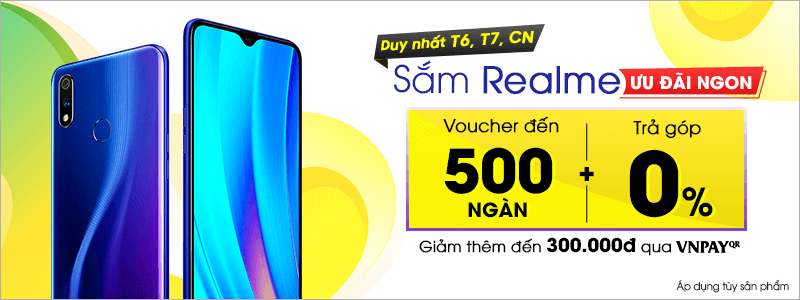 Duy nhất T6, T7, CN
Sắm Realme ƯU ĐÃI NGON
Voucher đến
500
NGÀN
+
Trả góp
0%
Giảm thêm đến 300.000đ qua VNPAYQR
Áp dụng tùy sản phẩm